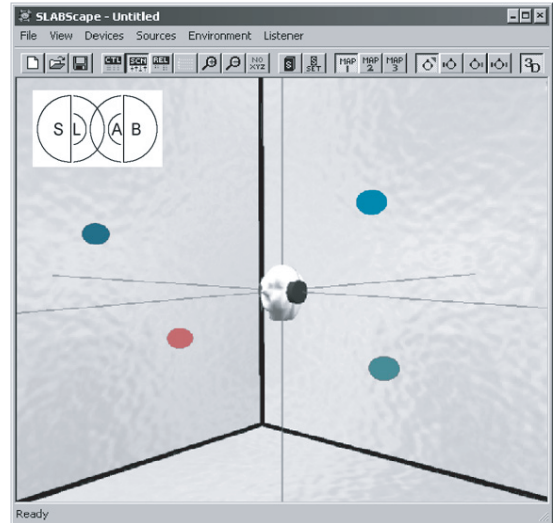 SLABScape - Untitled
File View Devices Sources Environment Listener
CTL SCN REL NO XYZ S S SET MAP 1 MAP 2 MAP 3 3D
S L A B
Ready